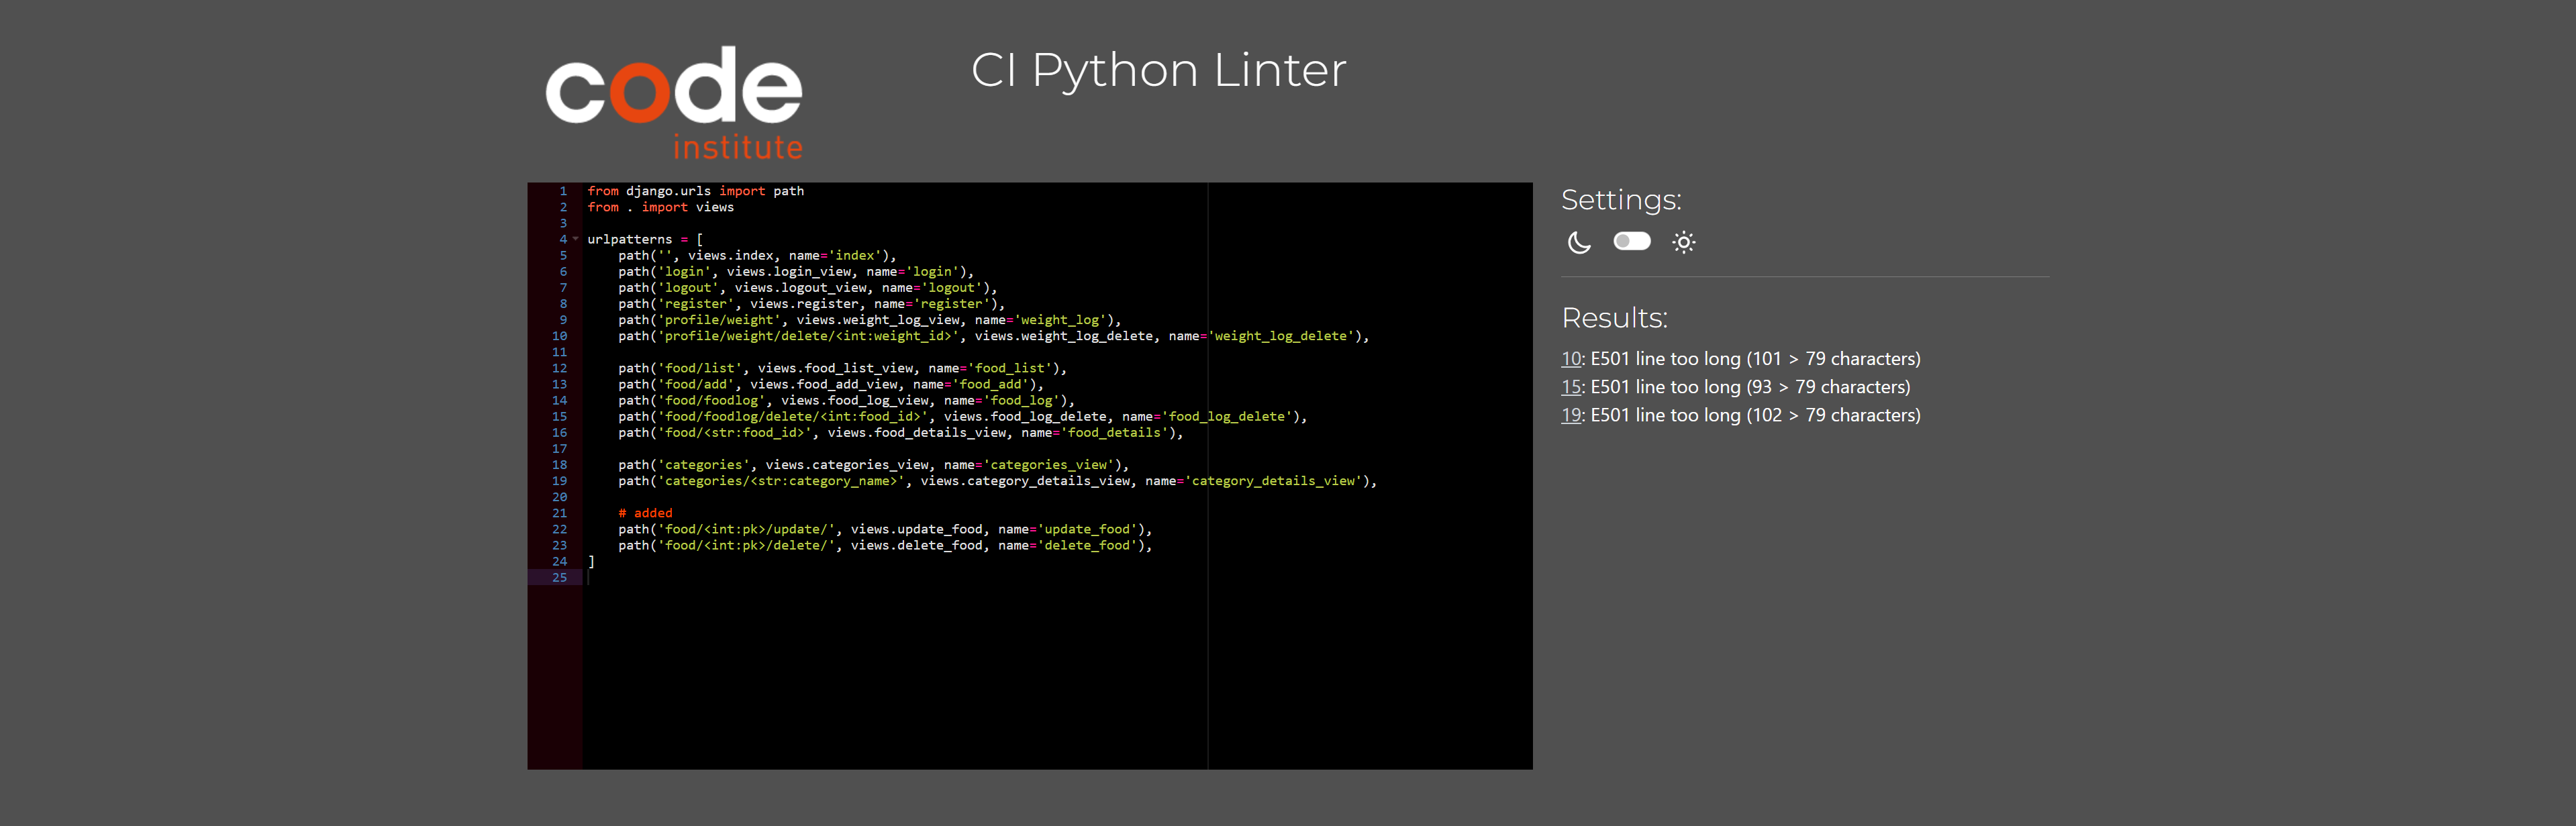 code
institute
CI Python Linter
1 from django.urls import path
2 from . import views
3
4 urlpatterns = [
5     path('', views.index, name='index'),
6     path('login', views.login_view, name='login'),
7     path('logout', views.logout_view, name='logout'),
8     path('register', views.register, name='register'),
9     path('profile/weight', views.weight_log_view, name='weight_log'),
10     path('profile/weight/delete/<int:weight_id>', views.weight_log_delete, name='weight_log_delete'),
11
12     path('food/list', views.food_list_view, name='food_list'),
13     path('food/add', views.food_add_view, name='food_add'),
14     path('food/foodlog', views.food_log_view, name='food_log'),
15     path('food/foodlog/delete/<int:food_id>', views.food_log_delete, name='food_log_delete'),
16     path('food/<str:food_id>', views.food_details_view, name='food_details'),
17
18     path('categories', views.categories_view, name='categories_view'),
19     path('categories/<str:category_name>', views.category_details_view, name='category_details_view'),
20
21     # added
22     path('food/<int:pk>/update/', views.update_food, name='update_food'),
23     path('food/<int:pk>/delete/', views.delete_food, name='delete_food'),
24 ]
25
Settings:
Results:
10: E501 line too long (101 > 79 characters)
15: E501 line too long (93 > 79 characters)
19: E501 line too long (102 > 79 characters)